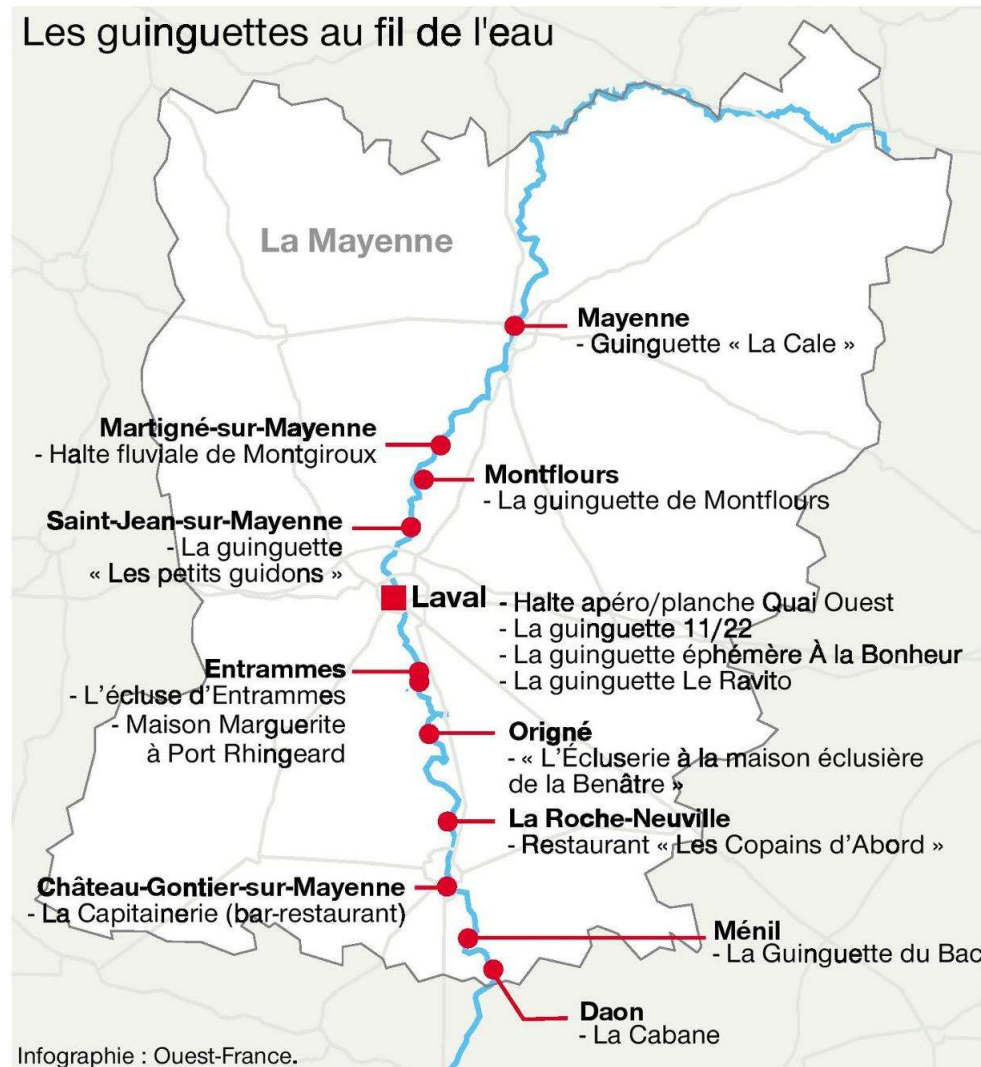 Les guinguettes au fil de l'eau
La Mayenne
Mayenne
- Guinguette « La Cale »
Martigné-sur-Mayenne
- Halte fluviale de Montgiroux
Montflours
- La guinguette de Montflours
Saint-Jean-sur-Mayenne
- La guinguette
« Les petits guidons »
Laval
- Halte apéro/planche Quai Ouest
- La guinguette 11/22
- La guinguette éphémère À la Bonheur
- La guinguette Le Ravito
Entrammes
- L'écluse d'Entrammes
- Maison Marguerite
à Port Rhingeard
Origné
- « L'Écluserie à la maison éclusière
de la Benâtre »
La Roche-Neuville
- Restaurant « Les Copains d'Abord »
Château-Gontier-sur-Mayenne
- La Capitainerie (bar-restaurant)
Ménil
- La Guinguette du Bac
Daon
- La Cabane
Infographie : Ouest-France.